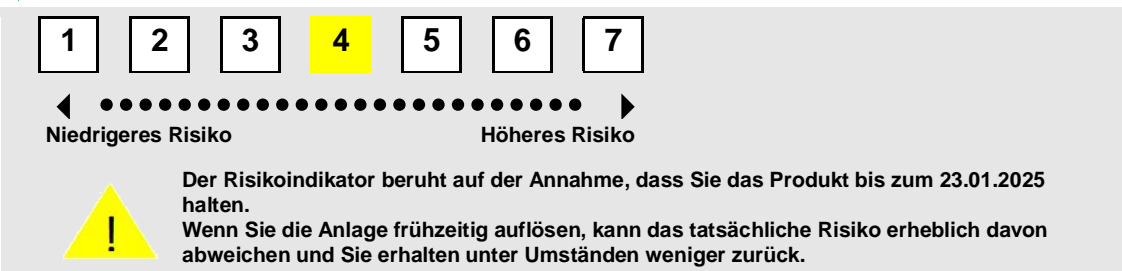 1 2 3 4 5 6 7
Niedrigeres Risiko Höheres Risiko
Der Risikoindikator beruht auf der Annahme, dass Sie das Produkt bis zum 23.01.2025
halten.
Wenn Sie die Anlage frühzeitig auflösen, kann das tatsächliche Risiko erheblich davon
abweichen und Sie erhalten unter Umständen weniger zurück.
!